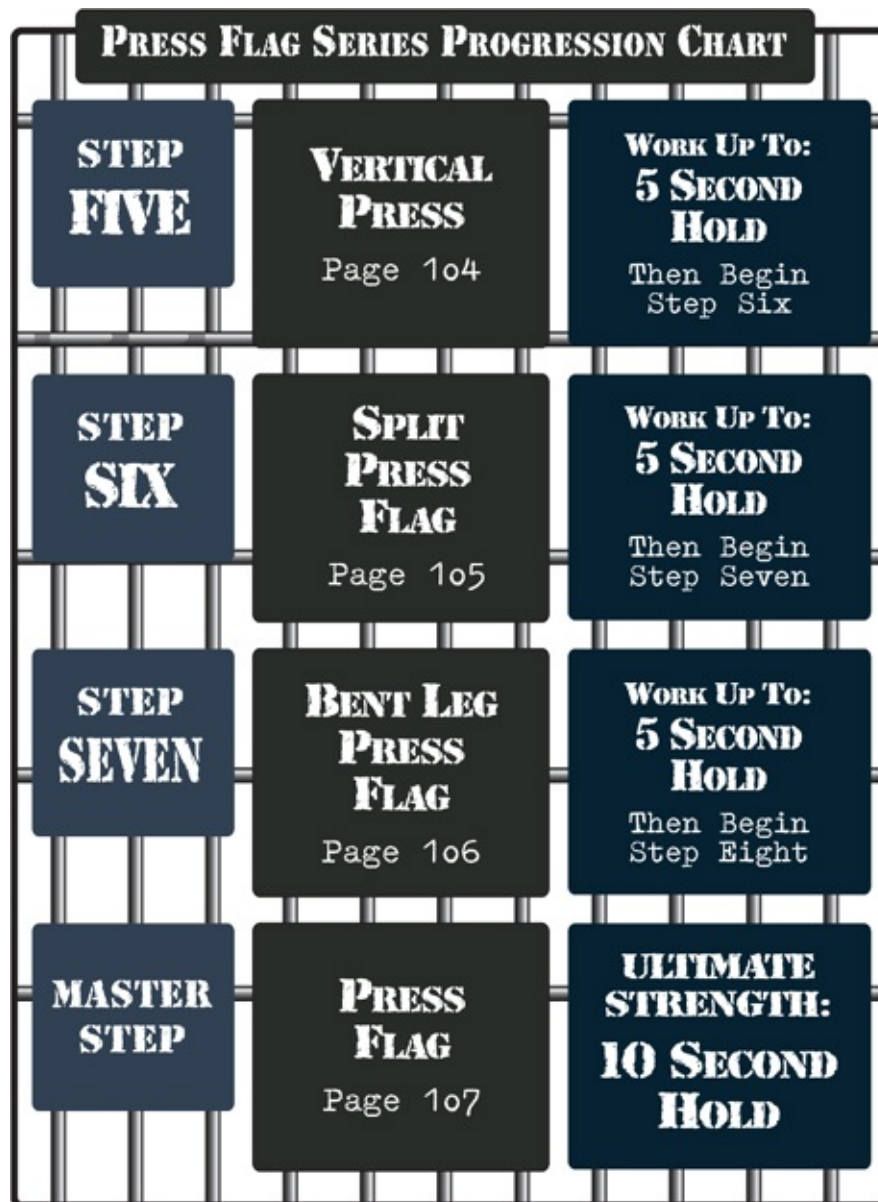 Press Flag Series Progression Chart
STEP
FIVE
Vertical
Press
Page 104
Work Up To:
5 Second
Hold
Then Begin
Step Six
STEP
SIX
Split
Press
Flag
Page 105
Work Up To:
5 Second
Hold
Then Begin
Step Seven
STEP
SEVEN
Bent Leg
Press
Flag
Page 106
Work Up To:
5 Second
Hold
Then Begin
Step Eight
MASTER
STEP
Press
Flag
Page 107
ULTIMATE
STRENGTH:
10 Second
Hold